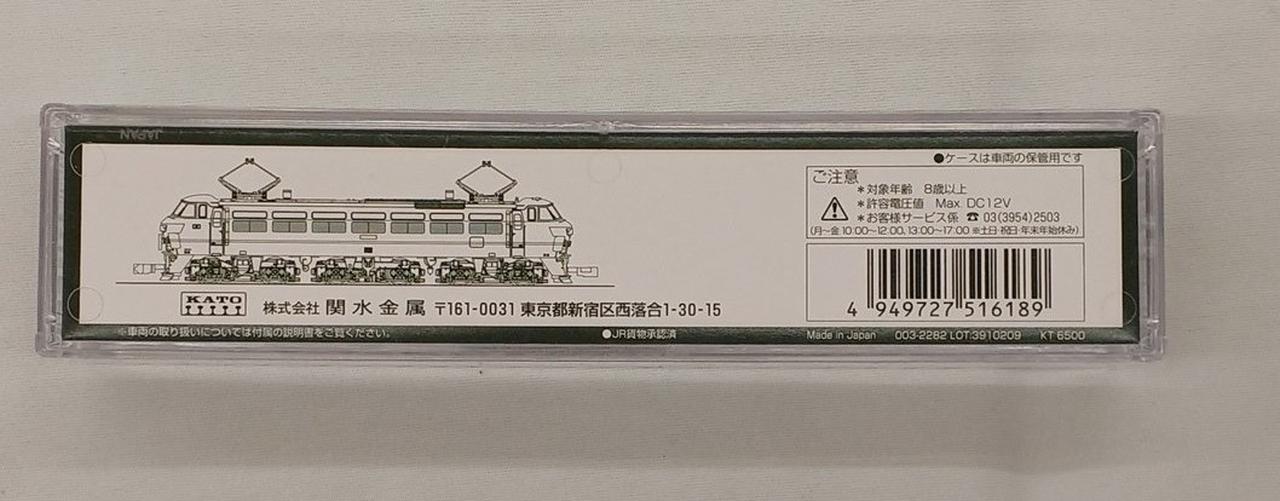 JAPAN
●ケースは車両の保管用です
ご注意
*対象年齢 8歳以上
*許容電圧値 Max. DC12V
*お客様サービス係 ☎ 03(3954)2503
(月~金10:00~12:00, 13:00~17:00 ※土日・祝日・年末年始休み)
4 949727 516189
KATO
株式会社 関水金属 〒161-0031 東京都新宿区西落合1-30-15
※車両の取り扱いについては付属の説明書をご覧ください。
●JR貨物承認済
Made in Japan 003-2282 LOT:3910209 KT 6500